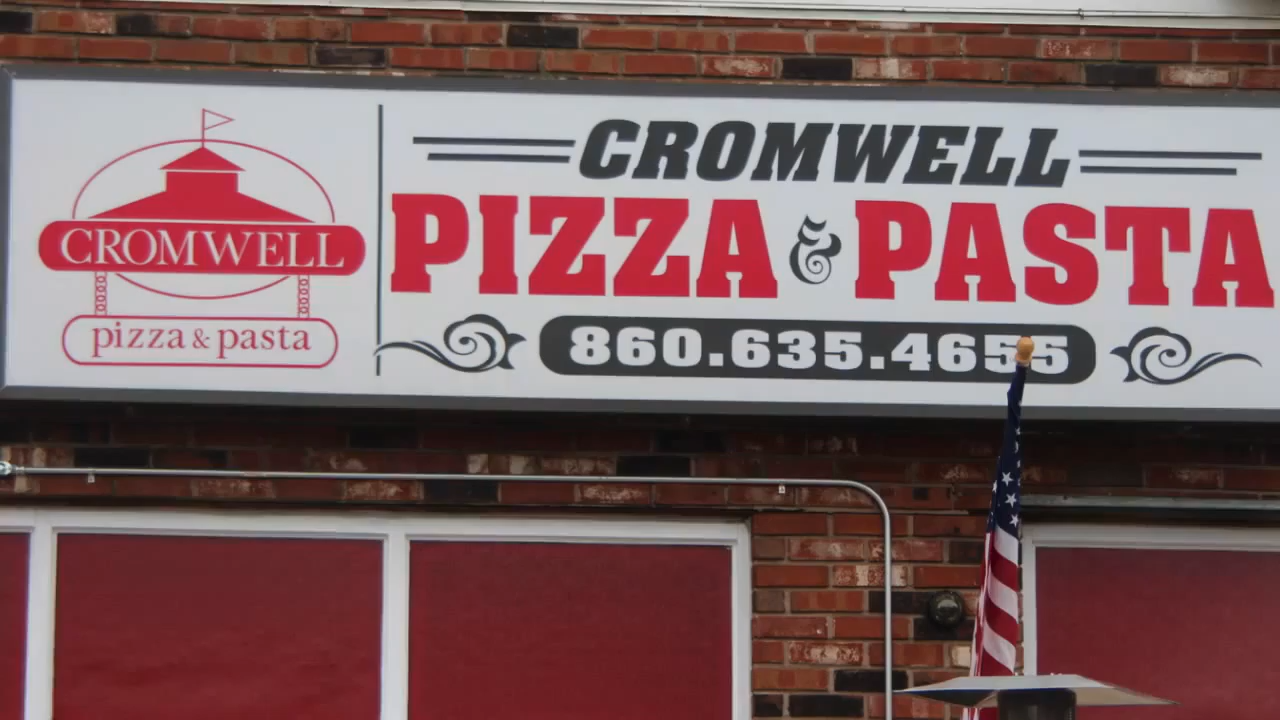 CROMWELL
pizza & pasta
CROMWELL
PIZZA & PASTA
860.635.4655